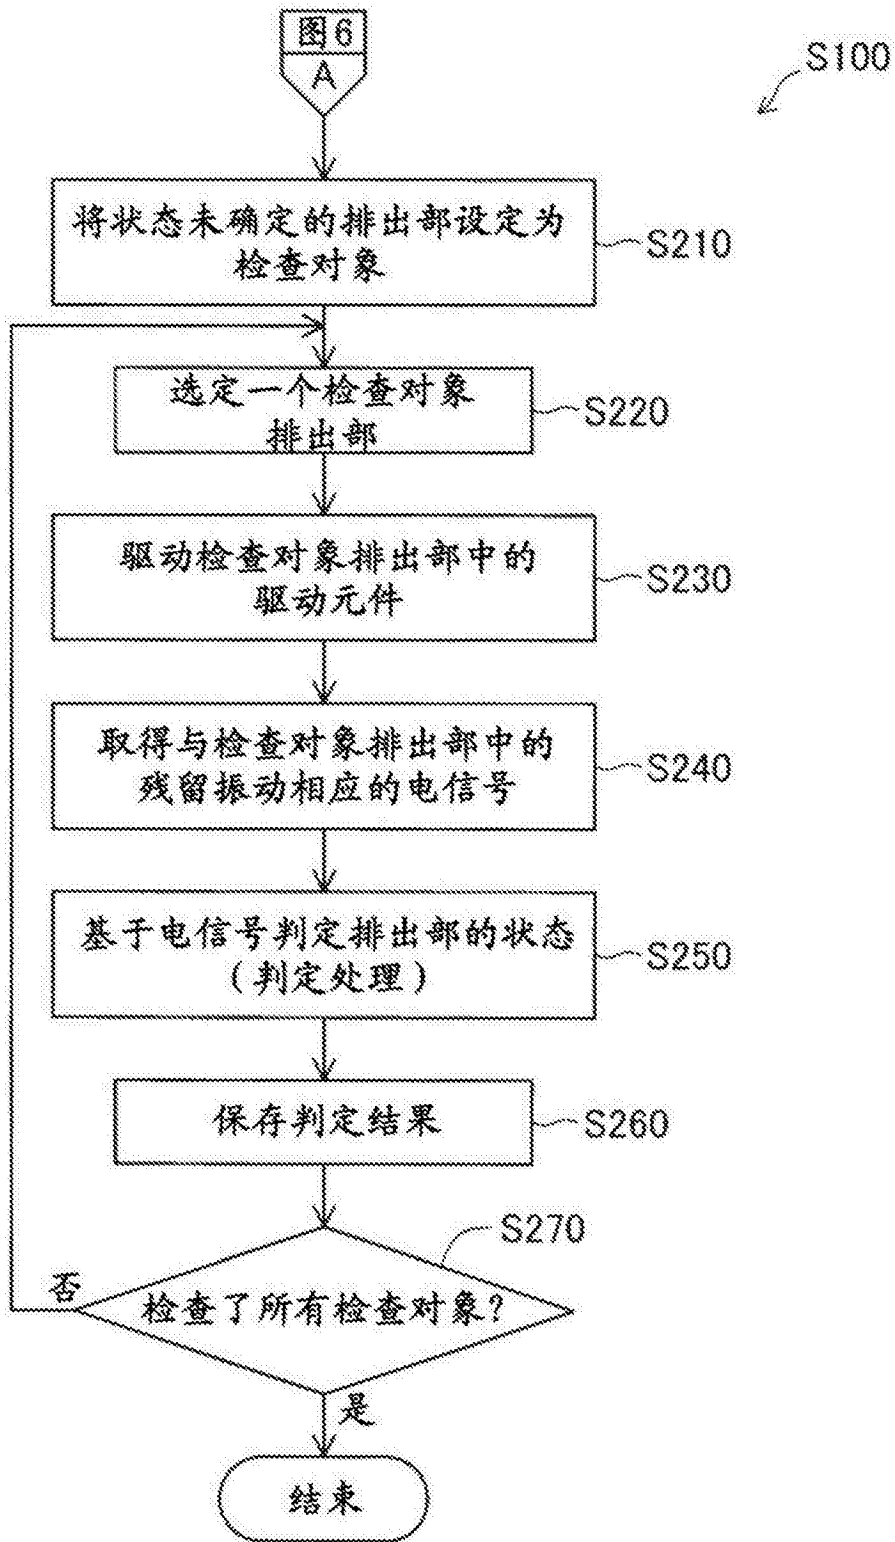 图6
A
S100
将状态未确定的排出部设定为
检查对象
S210
选定一个检查对象
排出部
S220
驱动检查对象排出部中的
驱动元件
S230
取得与检查对象排出部中的
残留振动相应的电信号
S240
基于电信号判定排出部的状态
(判定处理)
S250
保存判定结果
S260
S270
否
检查了所有检查对象?
是
结束